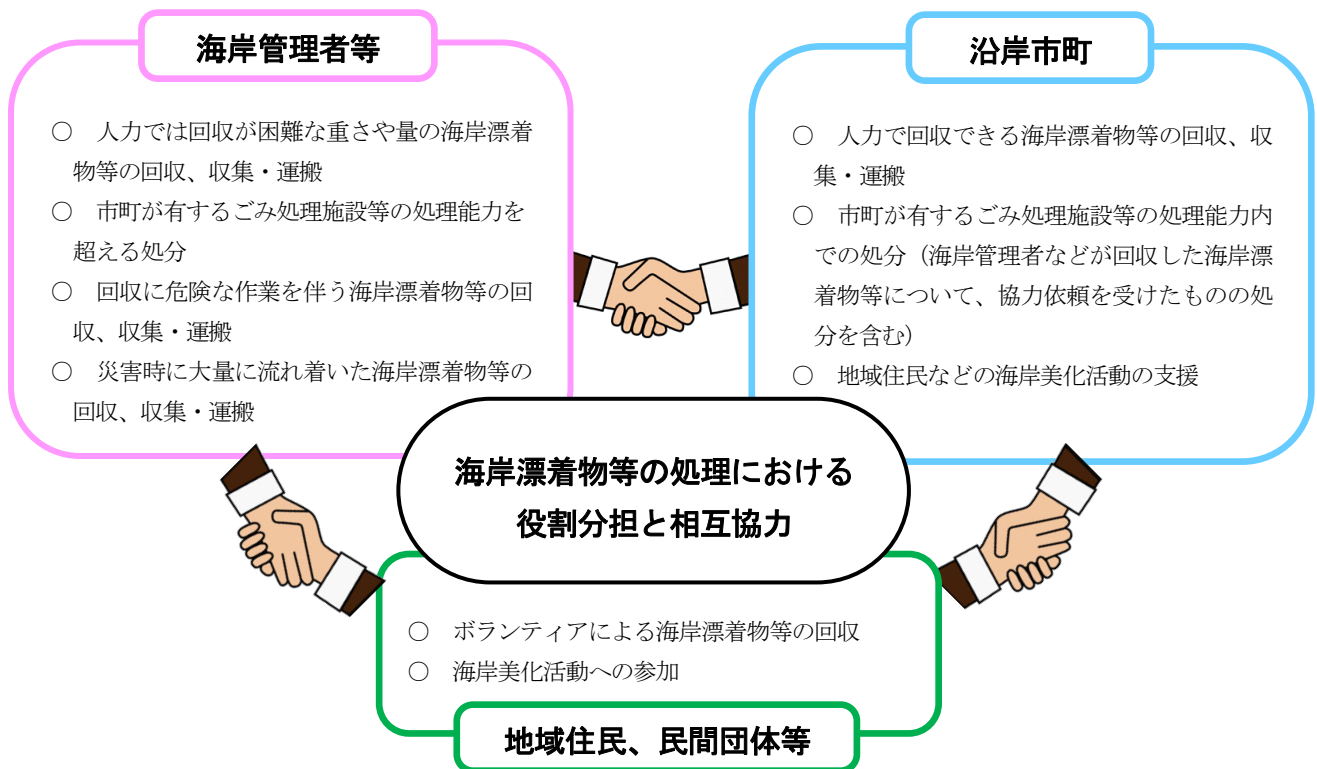 海岸管理者等
○　人力では回収が困難な重さや量の海岸漂着
物等の回収、収集・運搬
○　市町が有するごみ処理施設等の処理能力を
超える処分
○　回収に危険な作業を伴う海岸漂着物等の回
収、収集・運搬
○　災害時に大量に流れ着いた海岸漂着物等の
回収、収集・運搬
沿岸市町
○　人力で回収できる海岸漂着物等の回収、収
集・運搬
○　市町が有するごみ処理施設等の処理能力内
での処分（海岸管理者などが回収した海岸漂
着物等について、協力依頼を受けたものの処
分を含む）
○　地域住民などの海岸美化活動の支援
海岸漂着物等の処理における
役割分担と相互協力
○　ボランティアによる海岸漂着物等の回収
○　海岸美化活動への参加
地域住民、民間団体等